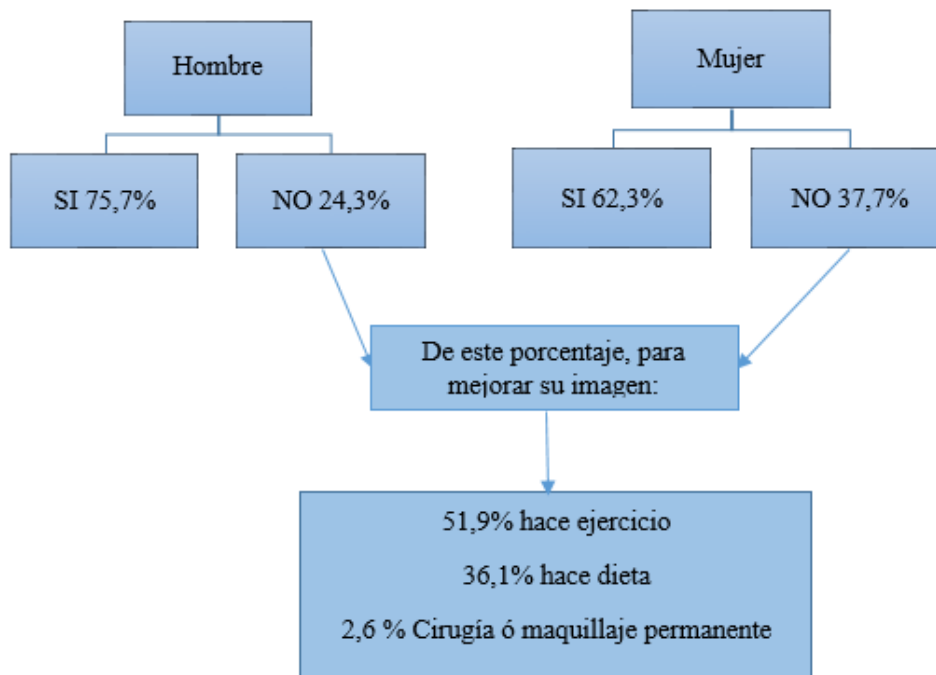 Hombre
Mujer
SI 75,7%
NO 24,3%
SI 62,3%
NO 37,7%
De este porcentaje, para
mejorar su imagen:
51,9% hace ejercicio
36,1% hace dieta
2,6 % Cirugía ó maquillaje permanente